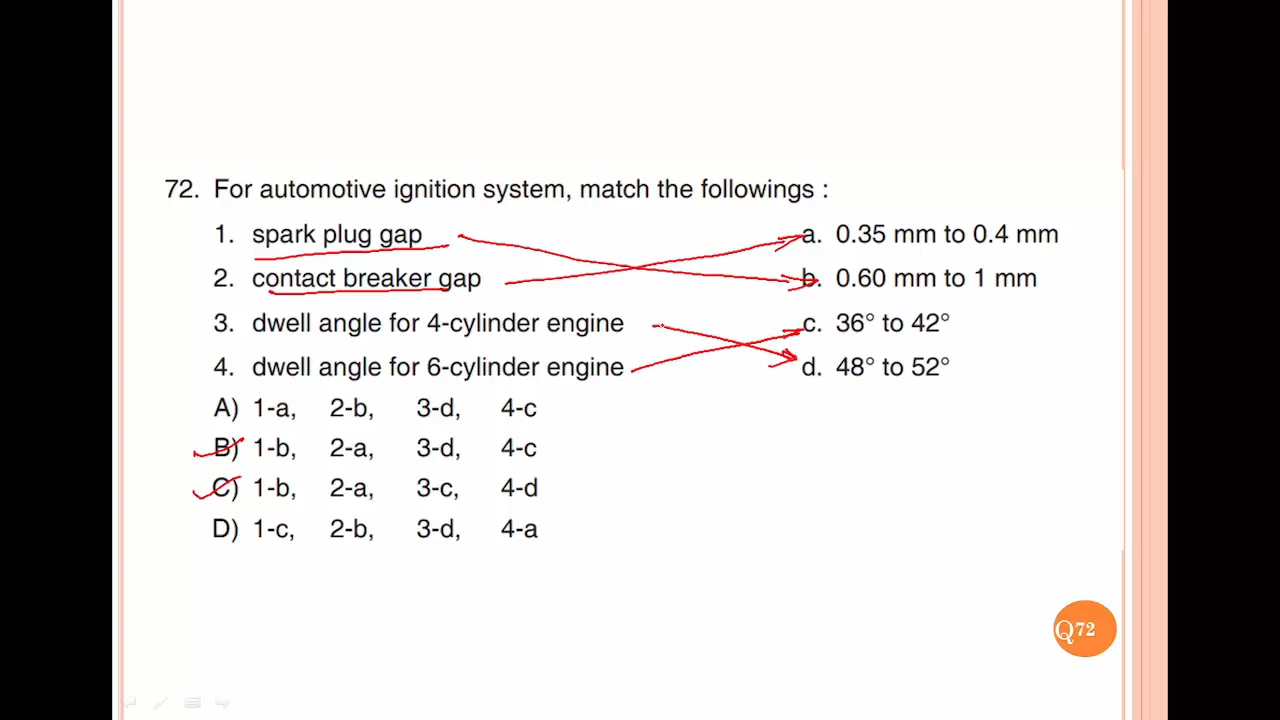 72. For automotive ignition system, match the followings :
1. spark plug gap a. 0.35 mm to 0.4 mm
2. contact breaker gap b. 0.60 mm to 1 mm
3. dwell angle for 4-cylinder engine c. 36° to 42°
4. dwell angle for 6-cylinder engine d. 48° to 52°
A) 1-a, 2-b, 3-d, 4-c
B) 1-b, 2-a, 3-d, 4-c
C) 1-b, 2-a, 3-c, 4-d
D) 1-c, 2-b, 3-d, 4-a
Q72